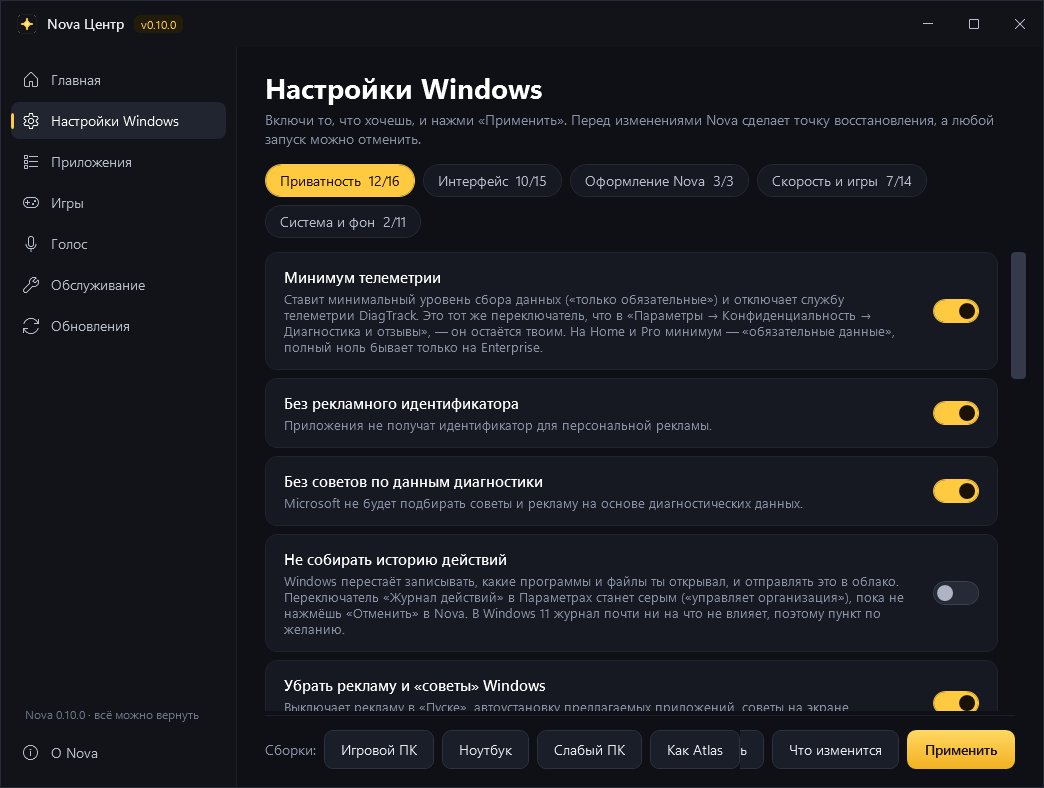 Nova Центр v0.10.0
Главная
Настройки Windows
Приложения
Игры
Голос
Обслуживание
Обновления
Nova 0.10.0 · всё можно вернуть
О Nova
Настройки Windows
Включи то, что хочешь, и нажми «Применить». Перед изменениями Nova сделает точку восстановления, а любой
запуск можно отменить.
Приватность 12/16 Интерфейс 10/15 Оформление Nova 3/3 Скорость и игры 7/14
Система и фон 2/11
Минимум телеметрии
Ставит минимальный уровень сбора данных («только обязательные») и отключает службу
телеметрии DiagTrack. Это тот же переключатель, что в «Параметры → Конфиденциальность →
Диагностика и отзывы», — он остаётся твоим. На Home и Pro минимум — «обязательные данные»,
полный ноль бывает только на Enterprise.
Без рекламного идентификатора
Приложения не получат идентификатор для персональной рекламы.
Без советов по данным диагностики
Microsoft не будет подбирать советы и рекламу на основе диагностических данных.
Не собирать историю действий
Windows перестаёт записывать, какие программы и файлы ты открывал, и отправлять это в облако.
Переключатель «Журнал действий» в Параметрах станет серым («управляет организация»), пока не
нажмёшь «Отменить» в Nova. В Windows 11 журнал почти ни на что не влияет, поэтому пункт по
желанию.
Убрать рекламу и «советы» Windows
Выключает рекламу в «Пуске», автоустановку предлагаемых приложений, советы на экране
Сборки: Игровой ПК Ноутбук Слабый ПК Как Atlas ь Что изменится Применить